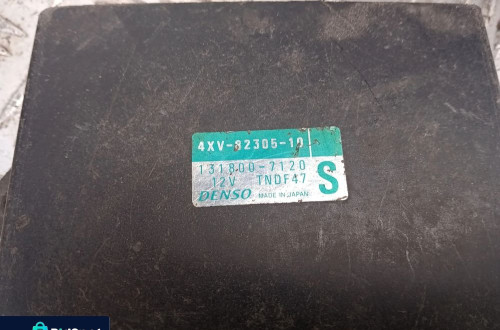 4XV-82305-10
131800-7120
12V TNDF47
S
DENSO MADE IN JAPAN